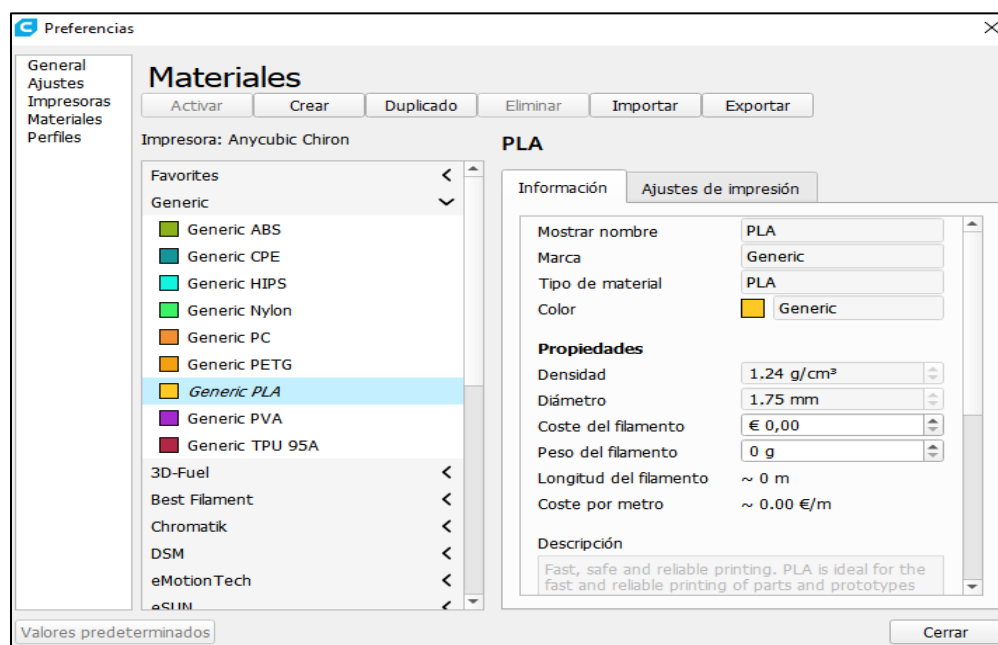 Preferencias
General
Ajustes
Impresoras
Materiales
Perfiles
Materiales
Activar Crear Duplicado Eliminar Importar Exportar
Impresora: Anycubic Chiron
Favorites
Generic
Generic ABS
Generic CPE
Generic HIPS
Generic Nylon
Generic PC
Generic PETG
Generic PLA
Generic PVA
Generic TPU 95A
3D-Fuel
Best Filament
Chromatik
DSM
eMotionTech
eSUN
PLA
Información Ajustes de impresión
Mostrar nombre PLA
Marca Generic
Tipo de material PLA
Color Generic
Propiedades
Densidad 1.24 g/cm³
Diámetro 1.75 mm
Coste del filamento € 0,00
Peso del filamento 0 g
Longitud del filamento ~ 0 m
Coste por metro ~ 0.00 €/m
Descripción
Fast, safe and reliable printing. PLA is ideal for the
fast and reliable printing of parts and prototypes
Valores predeterminados
Cerrar